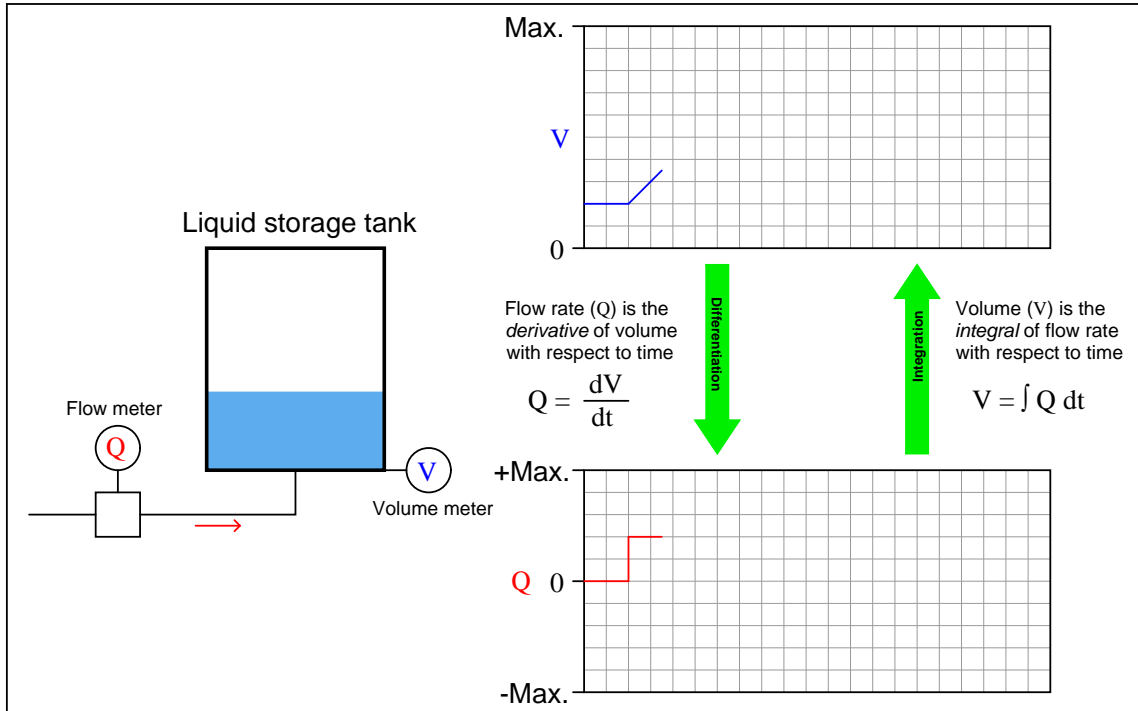 Max.
V
0
Liquid storage tank
Flow meter
Q
V
Volume meter
Flow rate (Q) is the
derivative of volume
with respect to time
Q = dV
dt
Differentiation
Integration
Volume (V) is the
integral of flow rate
with respect to time
V = ∫ Q dt
+Max.
Q 0
-Max.